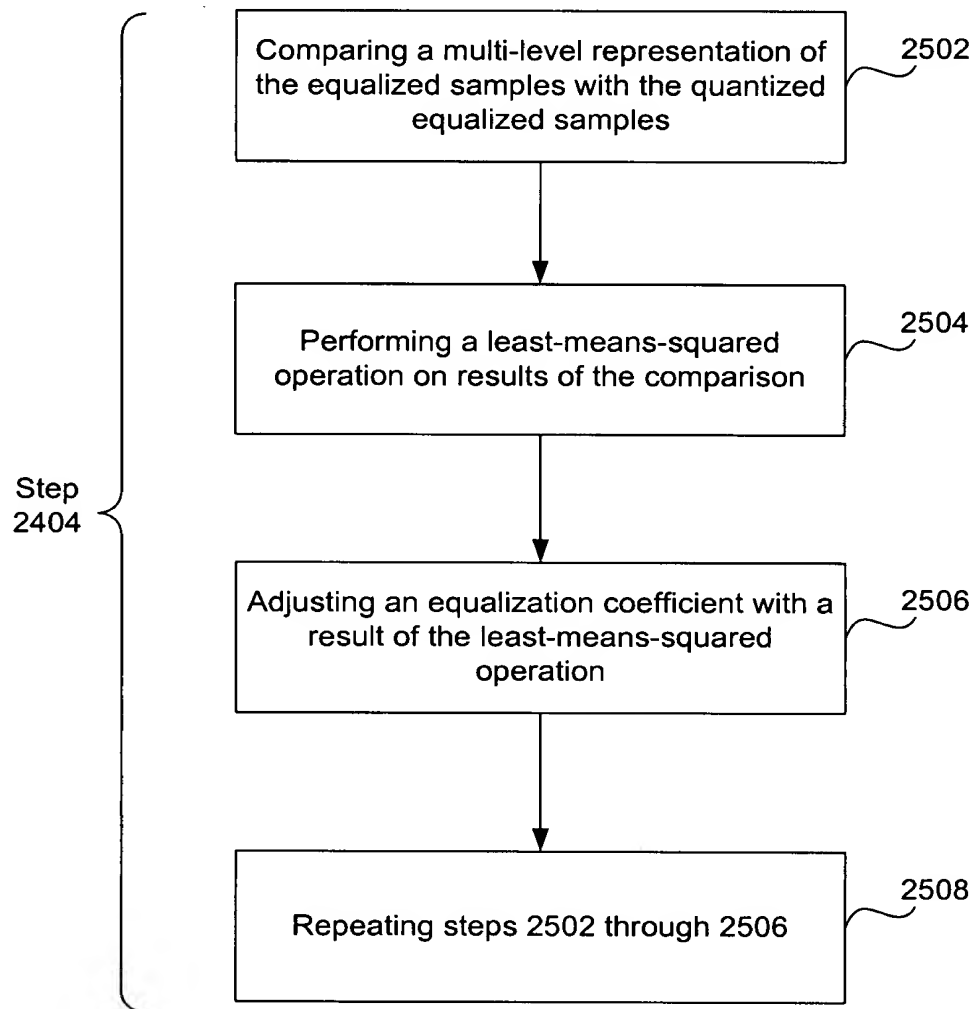 Comparing a multi-level representation of
the equalized samples with the quantized
equalized samples
2502
Performing a least-means-squared
operation on results of the comparison
2504
Step
2404
Adjusting an equalization coefficient with a
result of the least-means-squared
operation
2506
Repeating steps 2502 through 2506
2508